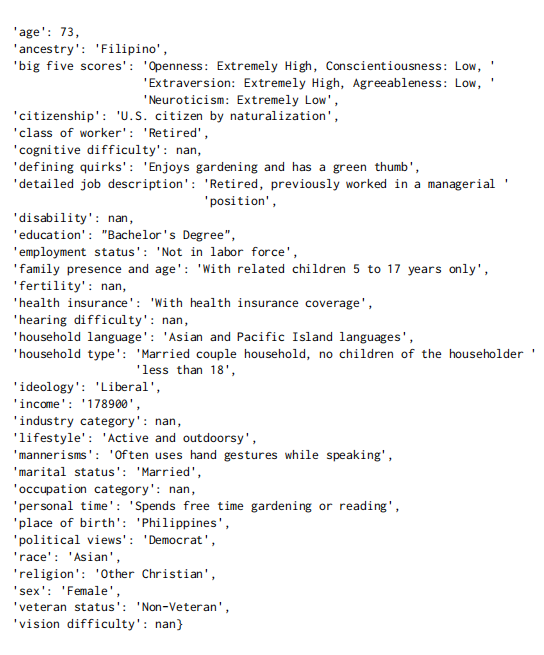 'age': 73,
'ancestry': 'Filipino',
'big five scores': 'Openness: Extremely High, Conscientiousness: Low, '
'Extraversion: Extremely High, Agreeableness: Low, '
'Neuroticism: Extremely Low',
'citizenship': 'U.S. citizen by naturalization',
'class of worker': 'Retired',
'cognitive difficulty': nan,
'defining quirks': 'Enjoys gardening and has a green thumb',
'detailed job description': 'Retired, previously worked in a managerial '
'position',
'disability': nan,
'education': "Bachelor's Degree",
'employment status': 'Not in labor force',
'family presence and age': 'With related children 5 to 17 years only',
'fertility': nan,
'health insurance': 'With health insurance coverage',
'hearing difficulty': nan,
'household language': 'Asian and Pacific Island languages',
'household type': 'Married couple household, no children of the householder '
'less than 18',
'ideology': 'Liberal',
'income': '178900',
'industry category': nan,
'lifestyle': 'Active and outdoorsy',
'mannerisms': 'Often uses hand gestures while speaking',
'marital status': 'Married',
'occupation category': nan,
'personal time': 'Spends free time gardening or reading',
'place of birth': 'Philippines',
'political views': 'Democrat',
'race': 'Asian',
'religion': 'Other Christian',
'sex': 'Female',
'veteran status': 'Non-Veteran',
'vision difficulty': nan}